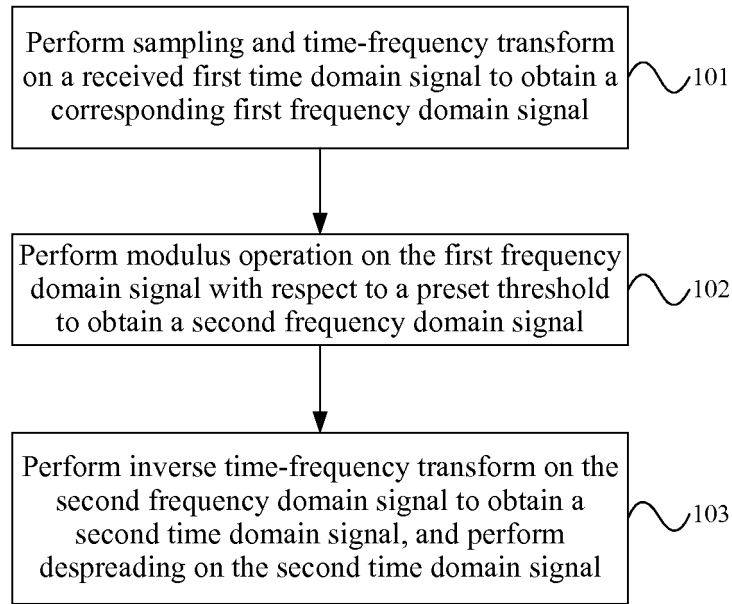 Perform sampling and time-frequency transform
on a received first time domain signal to obtain a
corresponding first frequency domain signal
101
Perform modulus operation on the first frequency
domain signal with respect to a preset threshold
to obtain a second frequency domain signal
102
Perform inverse time-frequency transform on the
second frequency domain signal to obtain a
second time domain signal, and perform
despreading on the second time domain signal
103